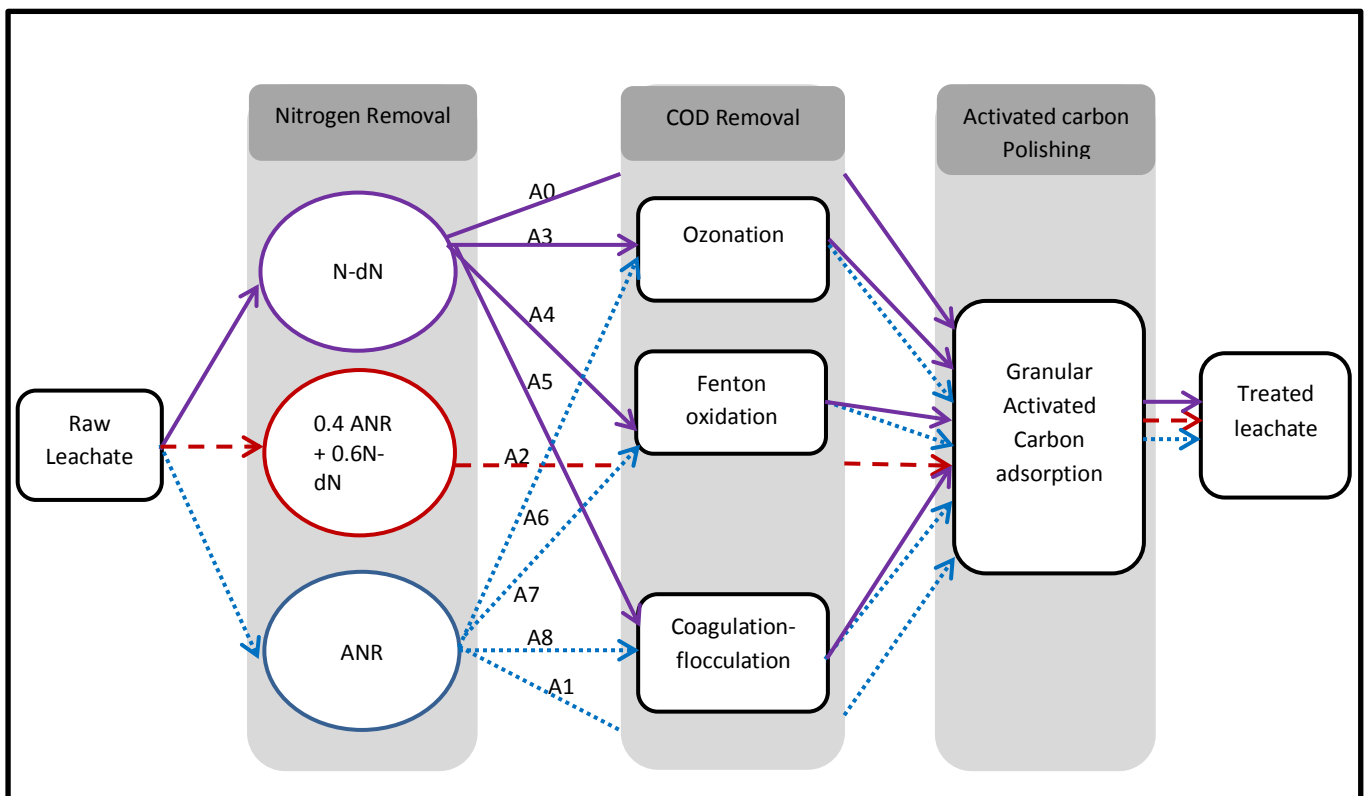 Nitrogen Removal
COD Removal
Activated carbon
Polishing
A0
A3
N-dN
Ozonation
A4
A5
Fenton
oxidation
Granular
Activated
Carbon
adsorption
Treated
leachate
Raw
Leachate
0.4 ANR
+ 0.6N-
dN
A2
A6
A7
A8
A1
ANR
Coagulation-
flocculation